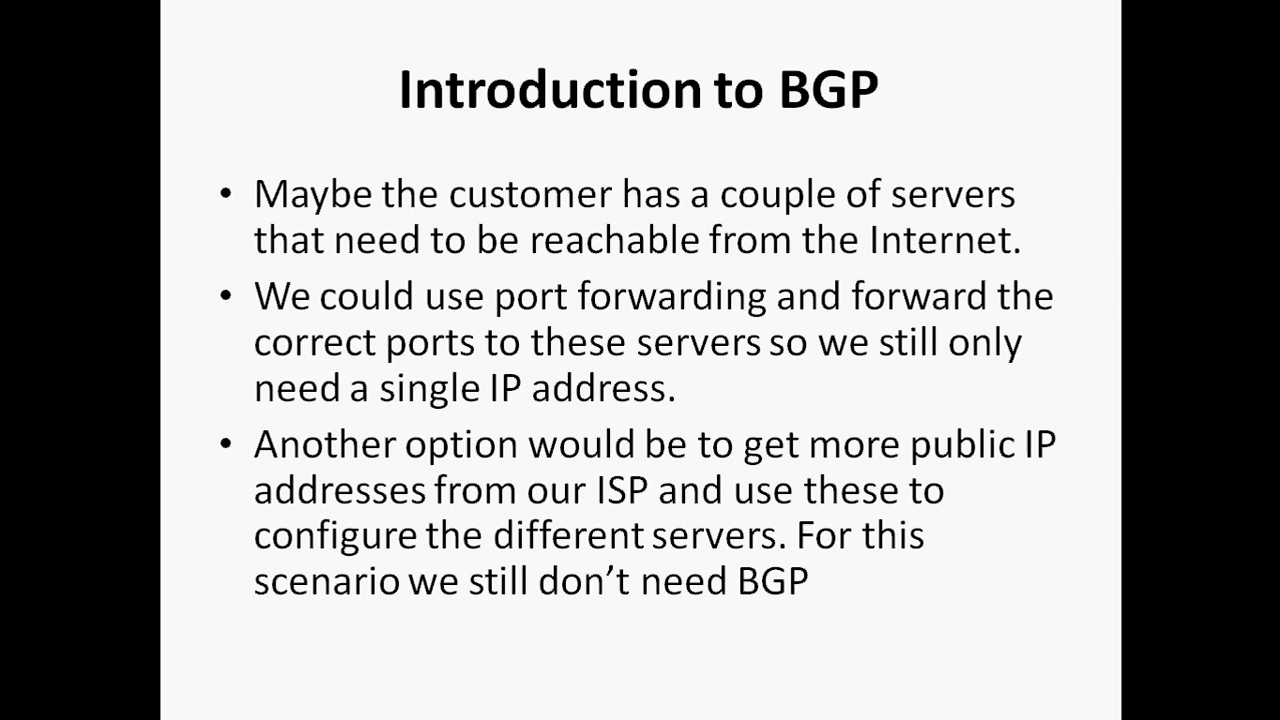 Introduction to BGP
• Maybe the customer has a couple of servers
that need to be reachable from the Internet.
• We could use port forwarding and forward the
correct ports to these servers so we still only
need a single IP address.
• Another option would be to get more public IP
addresses from our ISP and use these to
configure the different servers. For this
scenario we still don’t need BGP